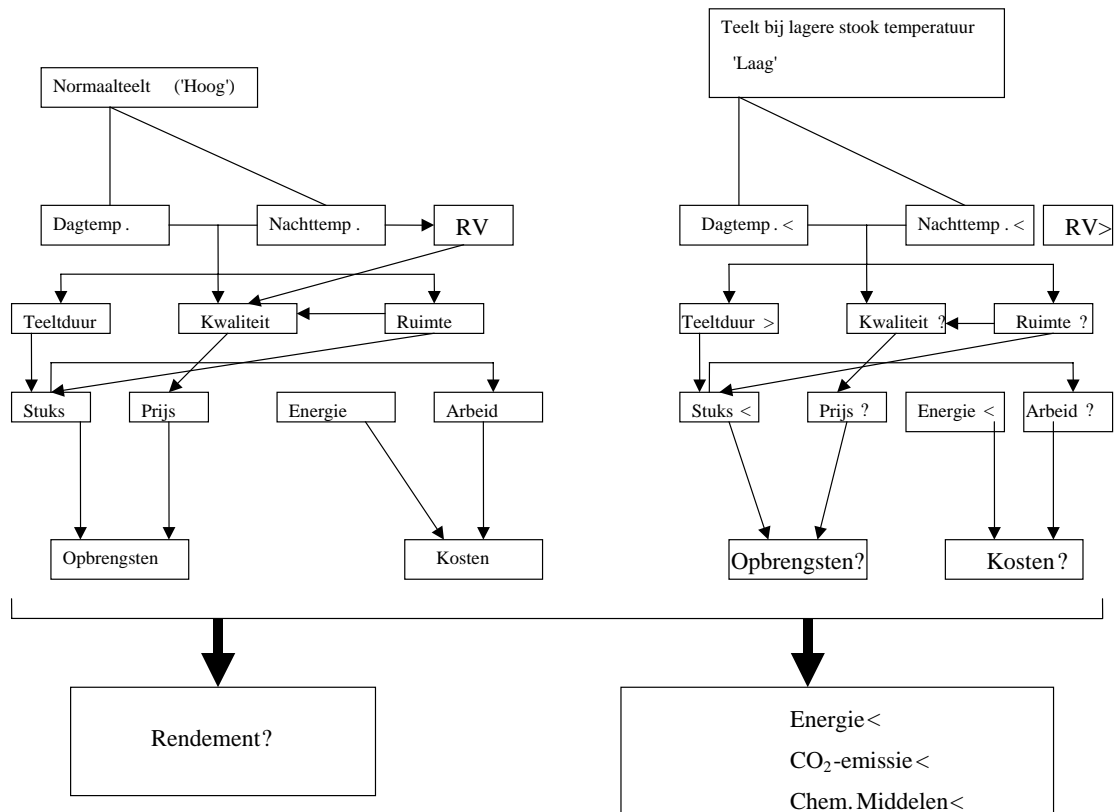 Teelt bij lagere stook temperatuur
'Laag'
Normaalteelt ('Hoog')
Dagtemp .
Nachttemp .
RV
Dagtemp . <
Nachttemp . <
RV>
Teeltduur
Kwaliteit
Ruimte
Teeltduur >
Kwaliteit ?
Ruimte ?
Stuks
Prijs
Energie
Arbeid
Stuks <
Prijs ?
Energie <
Arbeid ?
Opbrengsten
Kosten
Opbrengsten?
Kosten ?
Rendement?
Energie<
CO₂-emissie<
Chem. Middelen<